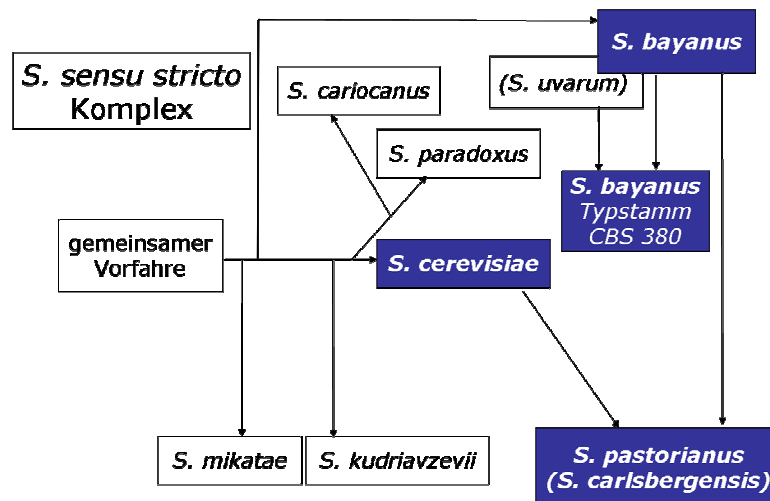 S. bayanus
S. sensu stricto
Komplex
S. cariocanus
(S. uvarum)
S. paradoxus
S. bayanus
Typstamm
CBS 380
gemeinsamer
Vorfahre
S. cerevisiae
S. mikatae
S. kudriavzevii
S. pastorianus
(S. carlsbergensis)